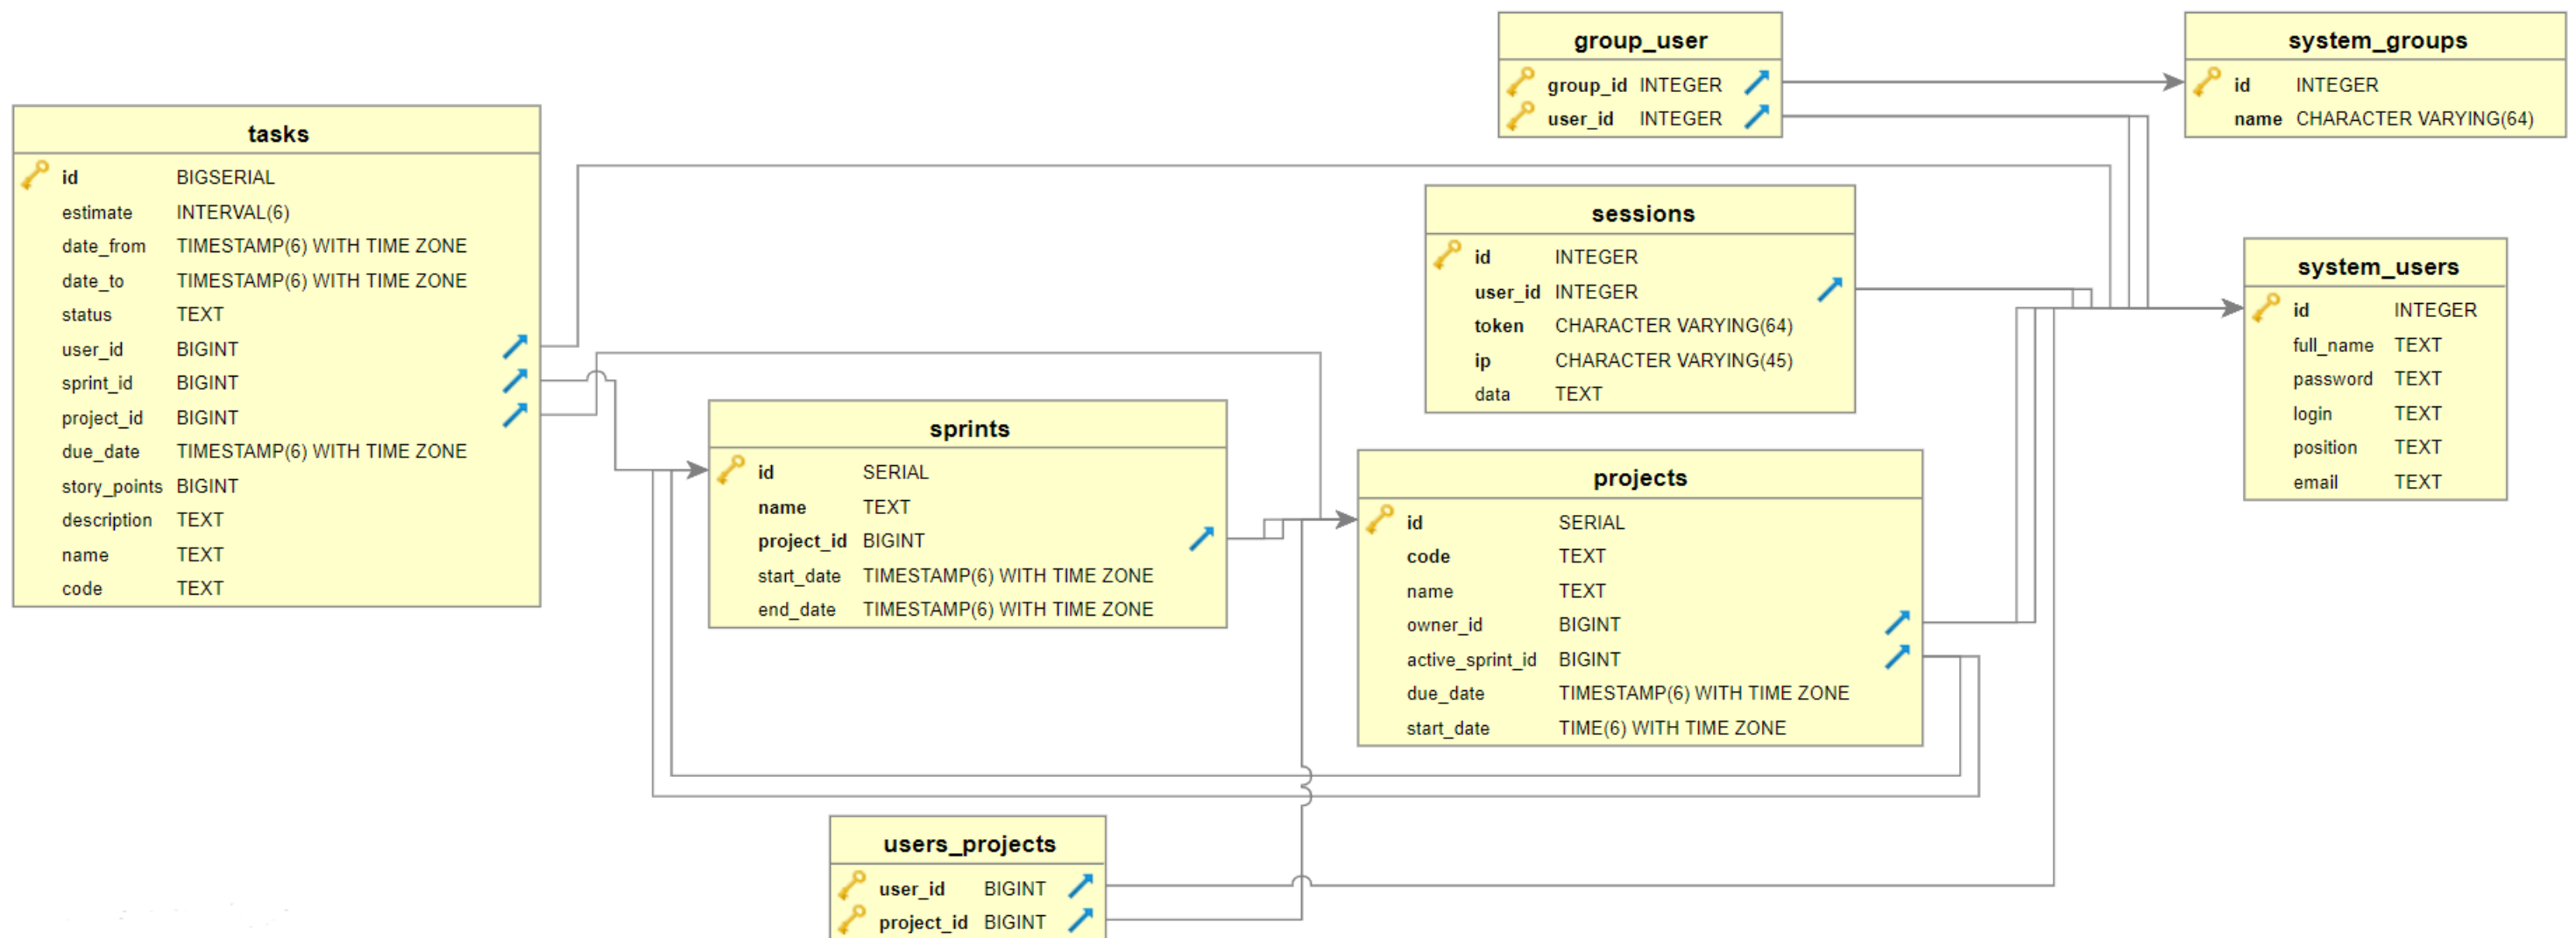 group_user
group_id INTEGER
user_id INTEGER
system_groups
id INTEGER
name CHARACTER VARYING(64)
tasks
id BIGSERIAL
estimate INTERVAL(6)
date_from TIMESTAMP(6) WITH TIME ZONE
date_to TIMESTAMP(6) WITH TIME ZONE
status TEXT
user_id BIGINT
sprint_id BIGINT
project_id BIGINT
due_date TIMESTAMP(6) WITH TIME ZONE
story_points BIGINT
description TEXT
name TEXT
code TEXT
sessions
id INTEGER
user_id INTEGER
token CHARACTER VARYING(64)
ip CHARACTER VARYING(45)
data TEXT
system_users
id INTEGER
full_name TEXT
password TEXT
login TEXT
position TEXT
email TEXT
sprints
id SERIAL
name TEXT
project_id BIGINT
start_date TIMESTAMP(6) WITH TIME ZONE
end_date TIMESTAMP(6) WITH TIME ZONE
projects
id SERIAL
code TEXT
name TEXT
owner_id BIGINT
active_sprint_id BIGINT
due_date TIMESTAMP(6) WITH TIME ZONE
start_date TIME(6) WITH TIME ZONE
users_projects
user_id BIGINT
project_id BIGINT